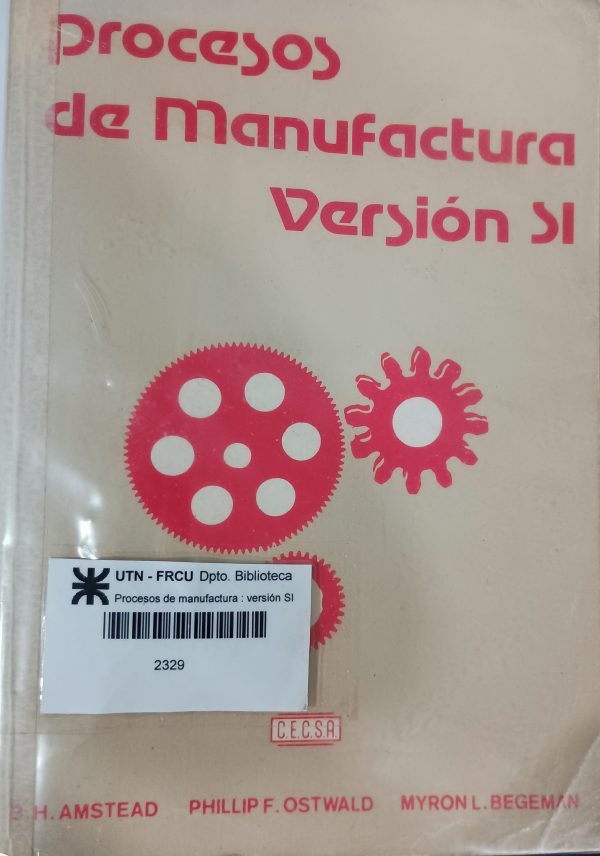 Procesos
de Manufactura
Versión SI
UTN - FRCU Dpto. Biblioteca
Procesos de manufactura : versión SI
2329
C.E.C.S.A.
B.H. AMSTEAD PHILLIP F. OSTWALD MYRON L. BEGEMAN